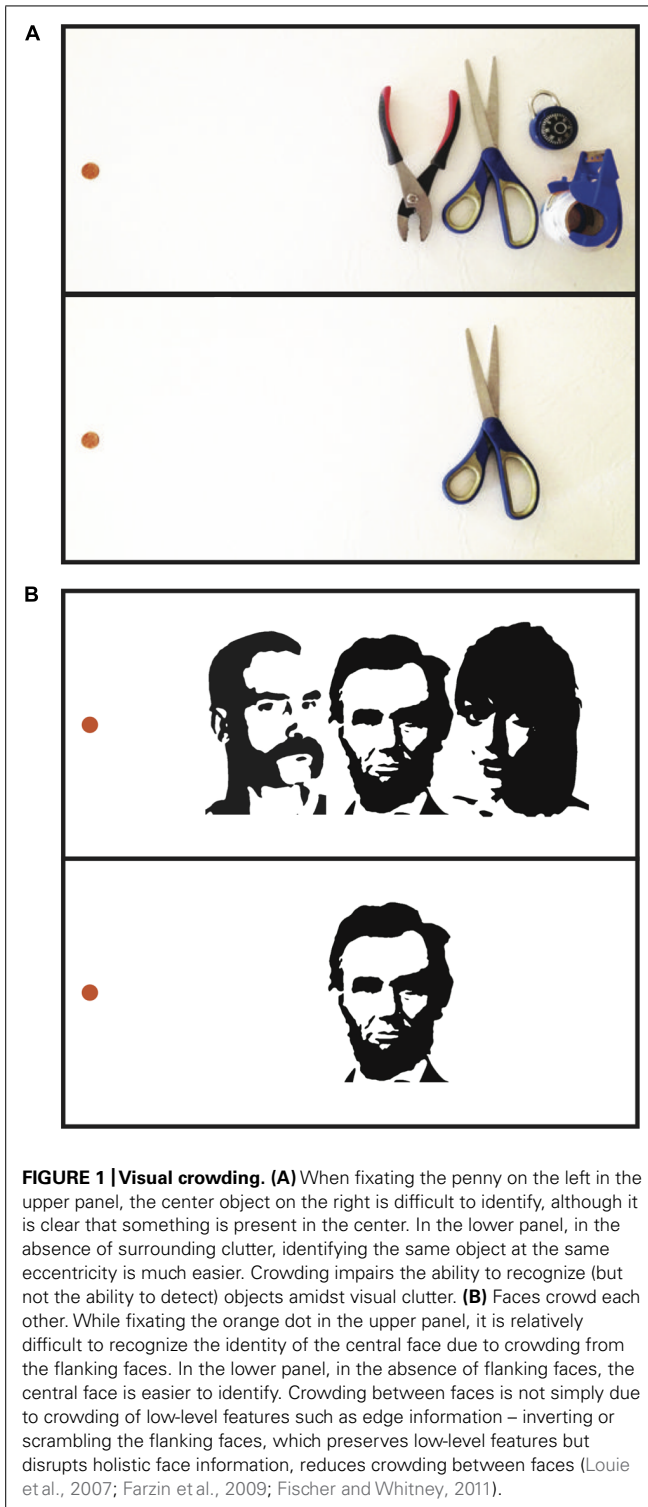 A
B
FIGURE 1 | Visual crowding. (A) When fixating the penny on the left in the
upper panel, the center object on the right is difficult to identify, although it
is clear that something is present in the center. In the lower panel, in the
absence of surrounding clutter, identifying the same object at the same
eccentricity is much easier. Crowding impairs the ability to recognize (but
not the ability to detect) objects amidst visual clutter. (B) Faces crowd each
other. While fixating the orange dot in the upper panel, it is relatively
difficult to recognize the identity of the central face due to crowding from
the flanking faces. In the lower panel, in the absence of flanking faces, the
central face is easier to identify. Crowding between faces is not simply due
to crowding of low-level features such as edge information – inverting or
scrambling the flanking faces, which preserves low-level features but
disrupts holistic face information, reduces crowding between faces (Louie
et al., 2007; Farzin et al., 2009; Fischer and Whitney, 2011).